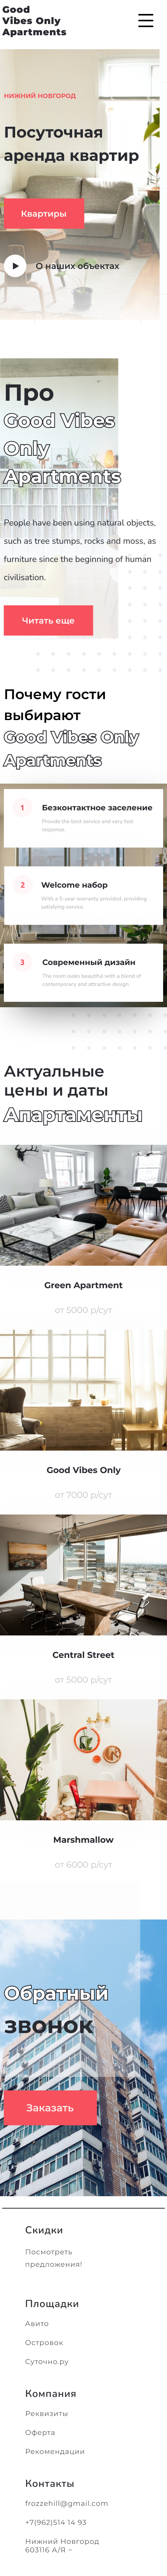 Good
Vibes Only
Apartments
НИЖНИЙ НОВГОРОД
Посуточная
аренда квартир
Квартиры
О наших объектах
Про
Good Vibes
Only
Apartments
People have been using natural objects,
such as tree stumps, rocks and moss, as
furniture since the beginning of human
civilisation.
Читать еще
Почему гости
выбирают
Good Vibes Only
Apartments
1
Безконтактное заселение
Provide the best service and very fast
response.
2
Welcome набор
With a 5-year warranty provided, providing
satisfying service.
3
Современный дизайн
The room looks beautiful with a blend of
contemporary and attractive design.
Актуальные
цены и даты
Апартаменты
Green Apartment
от 5000 р/сут
Good Vibes Only
от 7000 р/сут
Central Street
от 5000 р/сут
Marshmallow
от 6000 р/сут
Обратный
звонок
Заказать
Скидки
Посмотреть
предложения!
Площадки
Авито
Островок
Суточно.ру
Компания
Реквизиты
Оферта
Рекомендации
Контакты
frozzehill@gmail.com
+7(962)514 14 93
Нижний Новгород
603116 А/Я ~